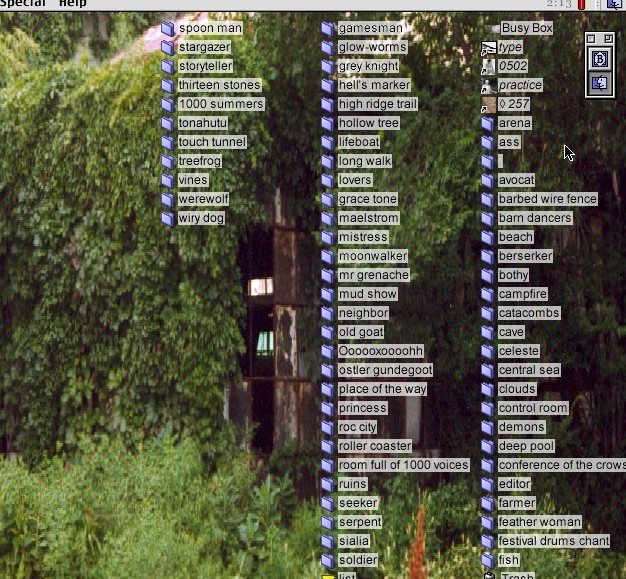 Special Help 2:13
spoon man
stargazer
storyteller
thirteen stones
1000 summers
tonahutu
touch tunnel
treefrog
vines
werewolf
wiry dog
gamesman
glow-worms
grey knight
hell's marker
high ridge trail
hollow tree
lifeboat
long walk
lovers
grace tone
maelstrom
mistress
moonwalker
mr grenache
mud show
neighbor
old goat
Oooooxoooohh
ostler gundegoot
place of the way
princess
roc city
roller coaster
room full of 1000 voices
ruins
seeker
serpent
sialia
soldier
list
Busy Box
type
0502
practice
◊ 257
arena
ass
avocat
barbed wire fence
barn dancers
beach
berserker
bothy
campfire
catacombs
cave
celeste
central sea
clouds
control room
demons
deep pool
conference of the crows
editor
farmer
feather woman
festival drums chant
fish
Trash